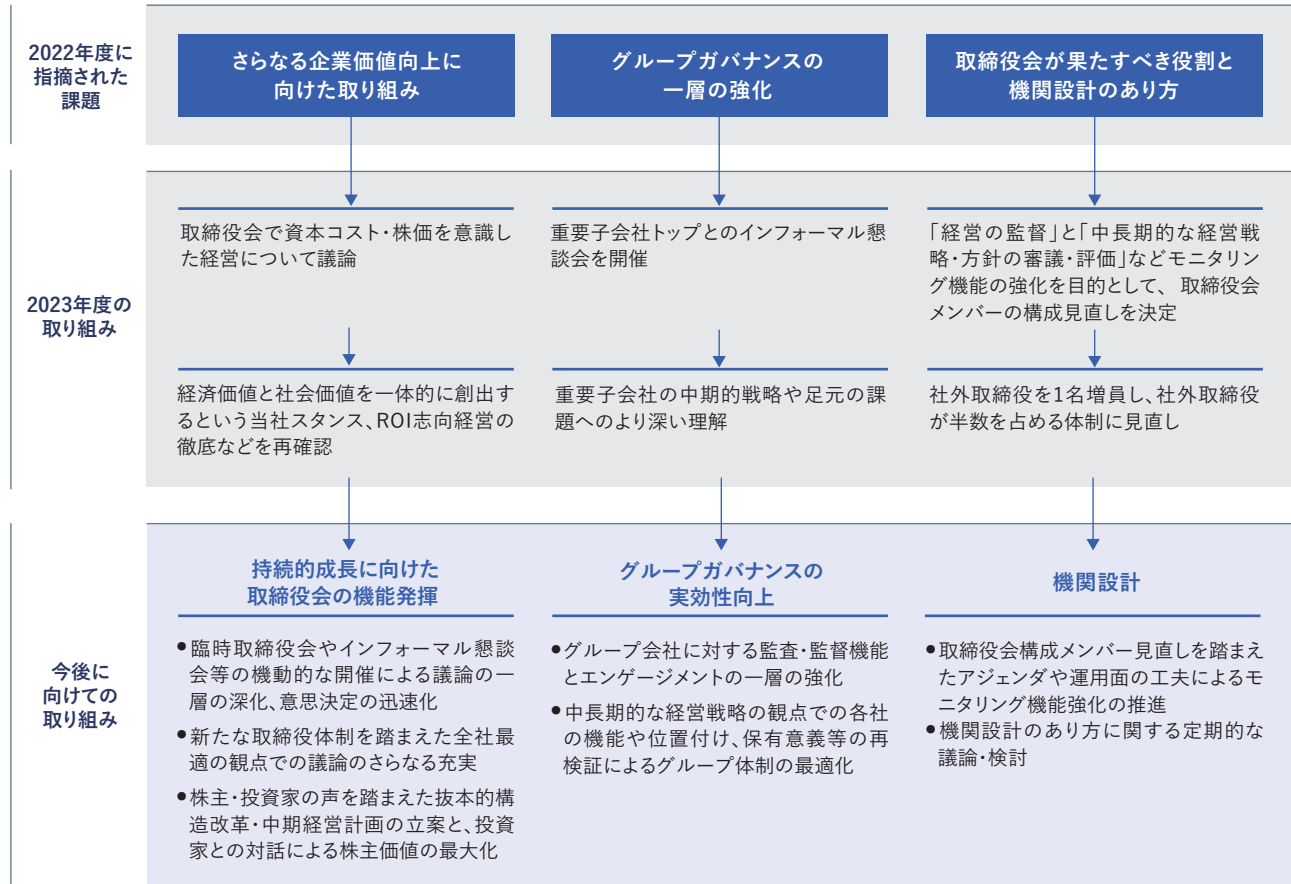 2022年度に
指摘された
課題
さらなる企業価値向上に
向けた取り組み
グループガバナンスの
一層の強化
取締役会が果たすべき役割と
機関設計のあり方
2023年度の
取り組み
取締役会で資本コスト・株価を意識し
た経営について議論
経済価値と社会価値を一体的に創出す
るという当社スタンス、ROI志向経営の
徹底などを再確認
重要子会社トップとのインフォーマル懇
談会を開催
重要子会社の中期的戦略や足元の課
題へのより深い理解
「経営の監督」と「中長期的な経営戦
略・方針の審議・評価」などモニタリン
グ機能の強化を目的として、 取締役会
メンバーの構成見直しを決定
社外取締役を1名増員し、社外取締役
が半数を占める体制に見直し
今後に
向けての
取り組み
持続的成長に向けた
取締役会の機能発揮
●臨時取締役会やインフォーマル懇談
会等の機動的な開催による議論の一
層の深化、意思決定の迅速化
●新たな取締役体制を踏まえた全社最
適の観点での議論のさらなる充実
●株主・投資家の声を踏まえた抜本的構
造改革・中期経営計画の立案と、投資
家との対話による株主価値の最大化
グループガバナンスの
実効性向上
●グループ会社に対する監査・監督機能
とエンゲージメントの一層の強化
●中長期的な経営戦略の観点での各社
の機能や位置付け、保有意義等の再
検証によるグループ体制の最適化
機関設計
●取締役会構成メンバー見直しを踏まえ
たアジェンダや運用面の工夫によるモ
ニタリング機能強化の推進
●機関設計のあり方に関する定期的な
議論・検討